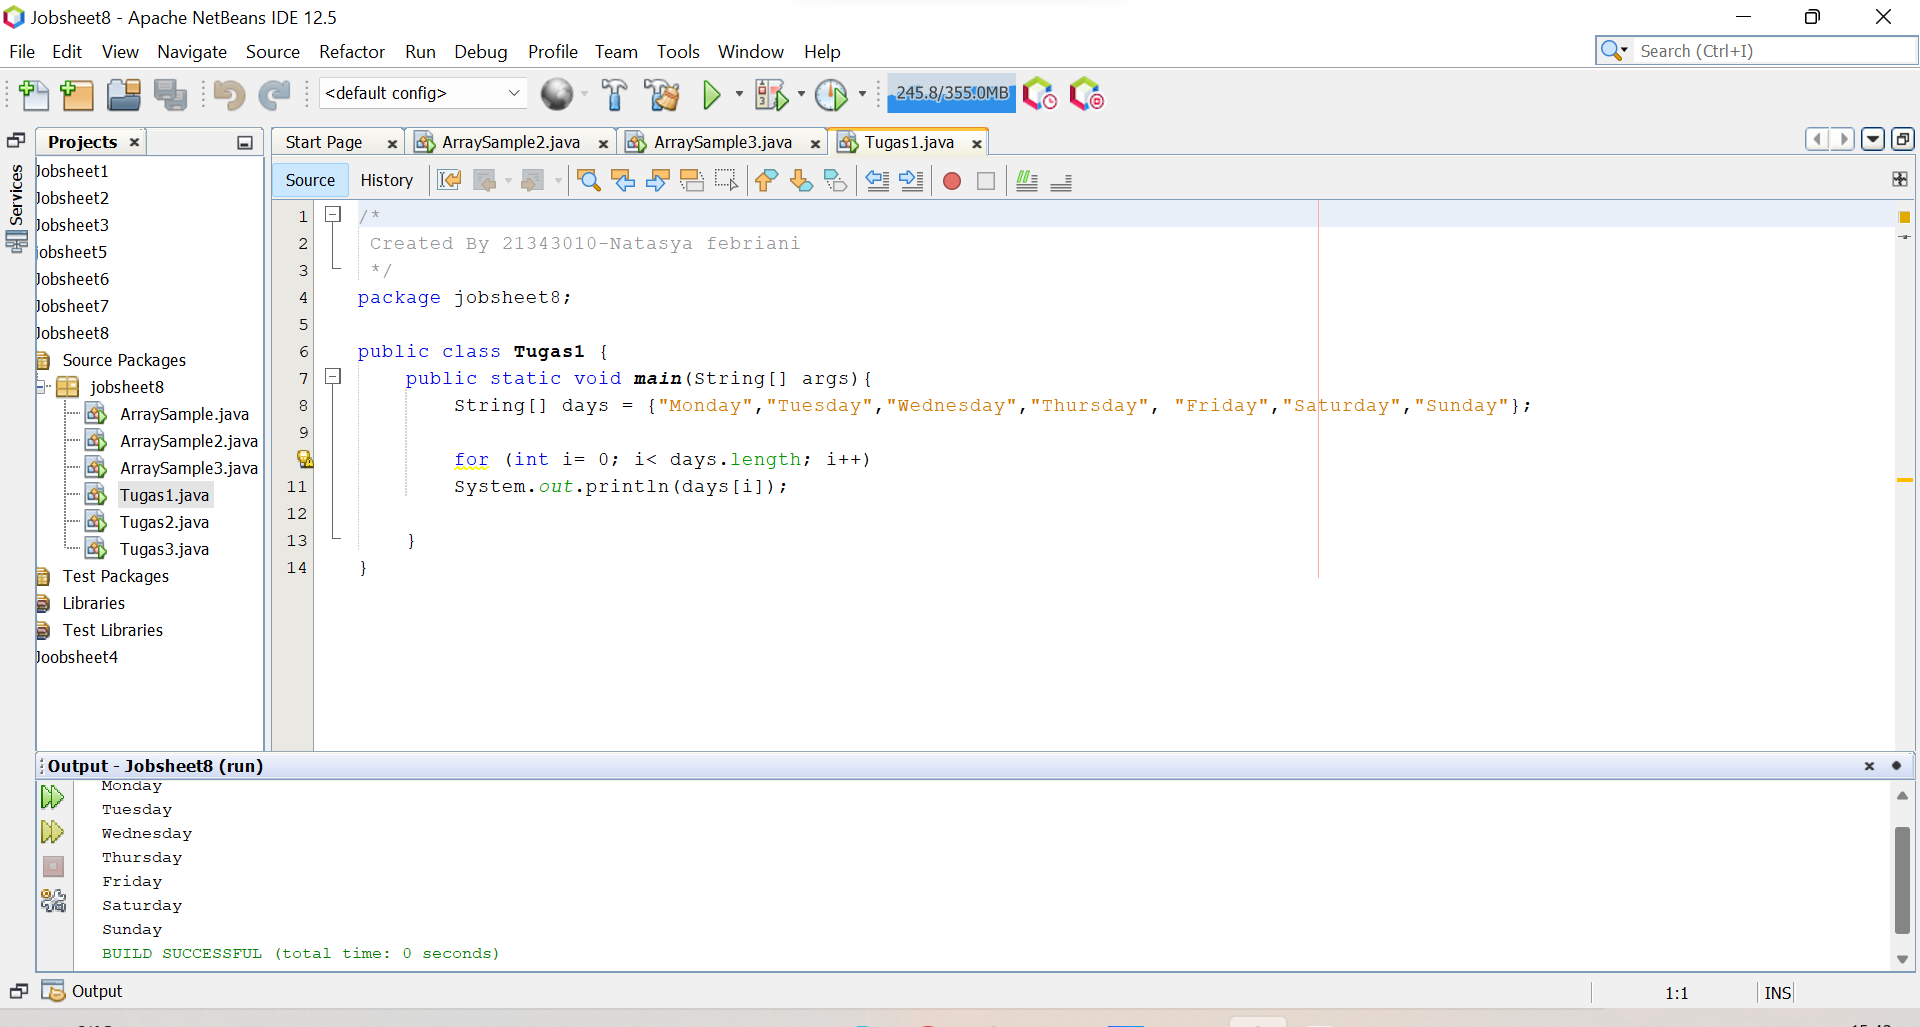 Jobsheet8 - Apache NetBeans IDE 12.5
File Edit View Navigate Source Refactor Run Debug Profile Team Tools Window Help
Search (Ctrl+I)
<default config>
245.8/355.0MB
Projects
Start Page
ArraySample2.java
ArraySample3.java
Tugas1.java
Services
Jobsheet1
Jobsheet2
Jobsheet3
jobsheet5
Jobsheet6
Jobsheet7
Jobsheet8
Source Packages
jobsheet8
ArraySample.java
ArraySample2.java
ArraySample3.java
Tugas1.java
Tugas2.java
Tugas3.java
Test Packages
Libraries
Test Libraries
Joobsheet4
Source History
1 /*
2 Created By 21343010-Natasya febriani
3 */
4 package jobsheet8;
5
6 public class Tugas1 {
7 public static void main(String[] args){
8 String[] days = {"Monday","Tuesday","Wednesday","Thursday", "Friday","Saturday","Sunday"};
9
for (int i= 0; i< days.length; i++)
11 System.out.println(days[i]);
12
13 }
14 }
Output - Jobsheet8 (run)
Monday
Tuesday
Wednesday
Thursday
Friday
Saturday
Sunday
BUILD SUCCESSFUL (total time: 0 seconds)
Output
1:1 INS